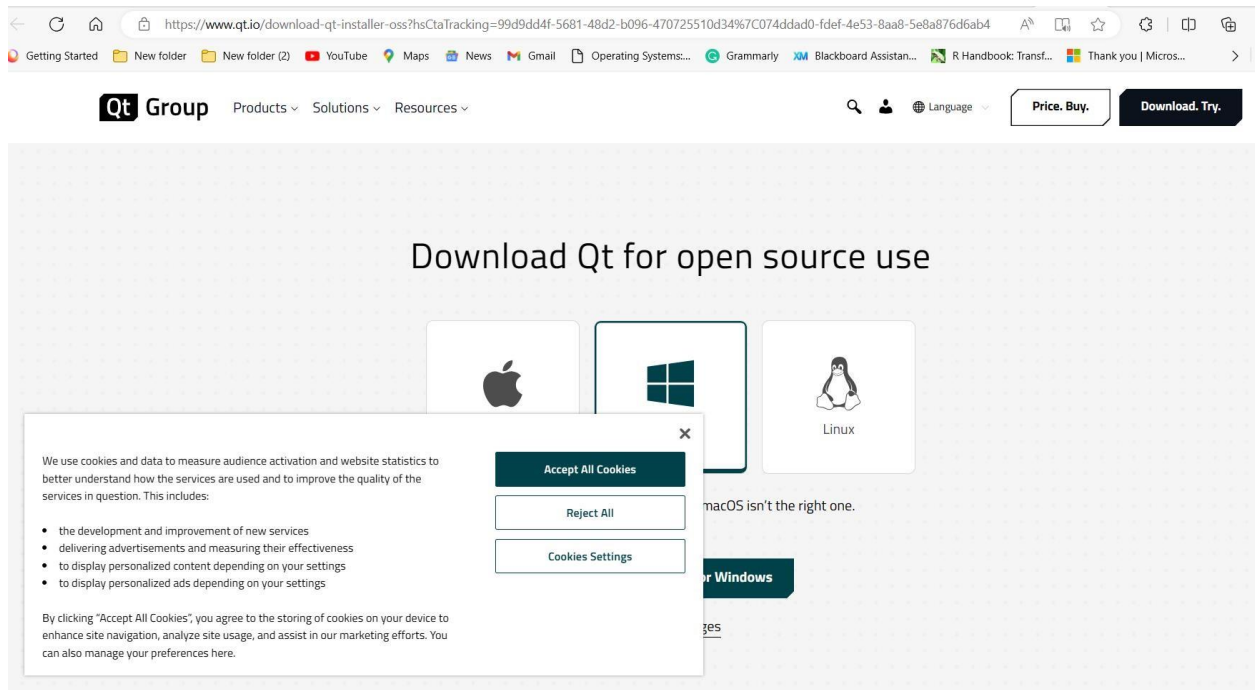 https://www.qt.io/download-qt-installer-oss?hsCtaTracking=99d9dd4f-5681-48d2-b096-470725510d34%7C074ddad0-fdef-4e53-8aa8-5e8a876d6ab4
Getting Started New folder New folder (2) YouTube Maps News Gmail Operating Systems:... Grammarly Blackboard Assistan... R Handbook: Transf... Thank you | Micros...
Qt Group Products Solutions Resources Language Price. Buy. Download. Try.
Download Qt for open source use
Linux
macOS isn't the right one.
or Windows
ges
We use cookies and data to measure audience activation and website statistics to
better understand how the services are used and to improve the quality of the
services in question. This includes:
• the development and improvement of new services
• delivering advertisements and measuring their effectiveness
• to display personalized content depending on your settings
• to display personalized ads depending on your settings
By clicking "Accept All Cookies", you agree to the storing of cookies on your device to
enhance site navigation, analyze site usage, and assist in our marketing efforts. You
can also manage your preferences here.
Accept All Cookies
Reject All
Cookies Settings